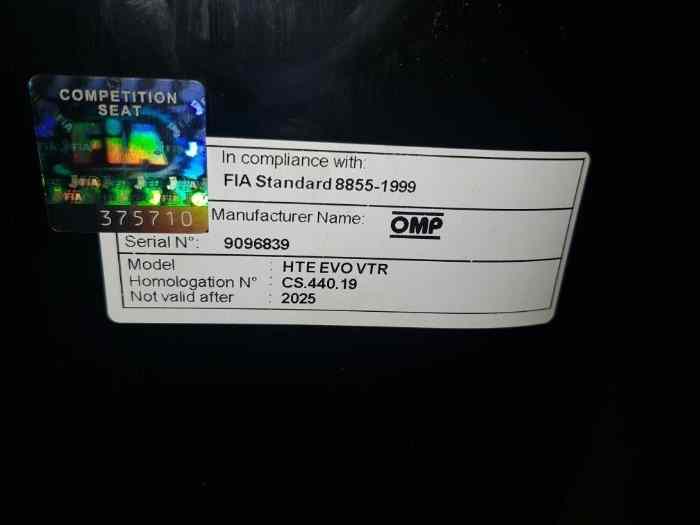 COMPETITION
SEAT
FIA
375710
In compliance with:
FIA Standard 8855-1999
Manufacturer Name: OMP
Serial N°: 9096839
Model : HTE EVO VTR
Homologation N° : CS.440.19
Not valid after : 2025